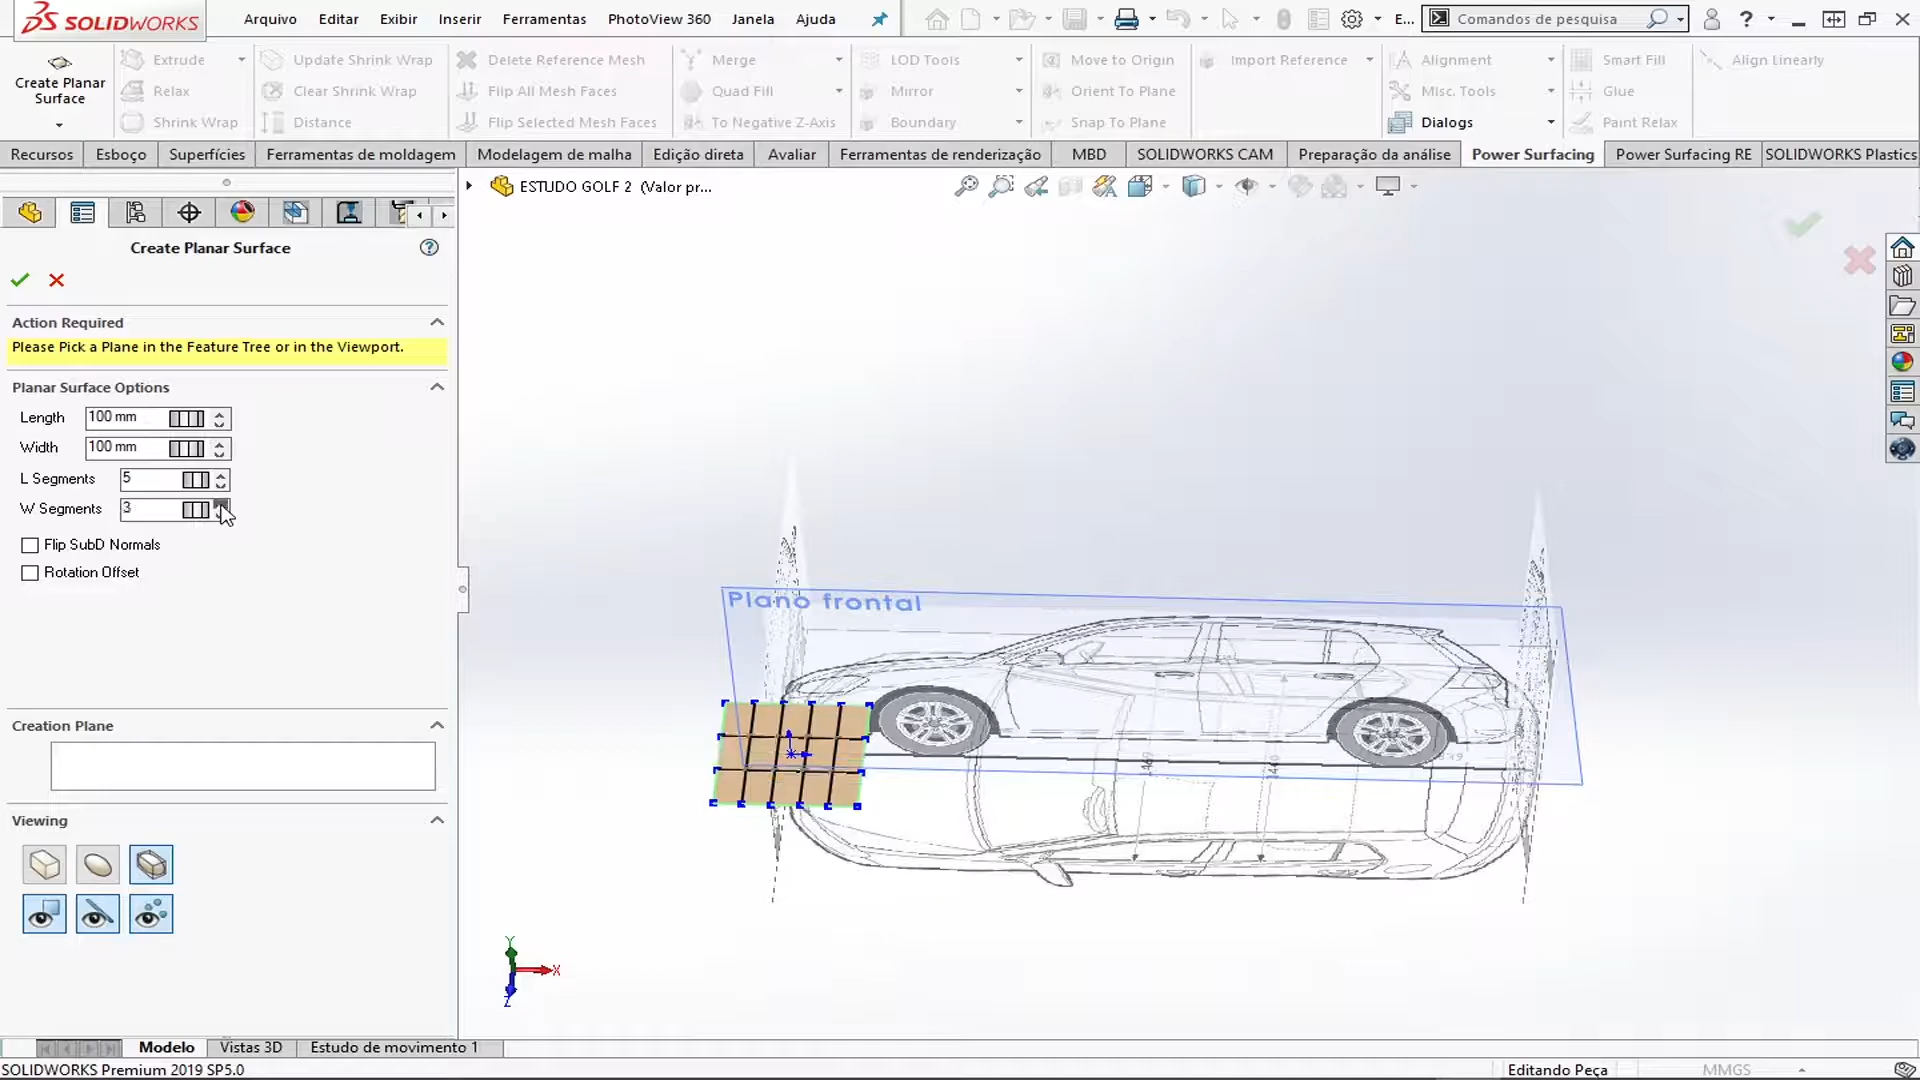 SOLIDWORKS
Arquivo Editar Exibir Inserir Ferramentas PhotoView 360 Janela Ajuda
E... Comandos de pesquisa
Create Planar Surface
Extrude
Relax
Shrink Wrap
Update Shrink Wrap
Clear Shrink Wrap
Distance
Delete Reference Mesh
Flip All Mesh Faces
Flip Selected Mesh Faces
Merge
Quad Fill
To Negative Z-Axis
LOD Tools
Mirror
Boundary
Move to Origin
Orient To Plane
Snap To Plane
Import Reference
Alignment
Misc. Tools
Dialogs
Smart Fill
Glue
Paint Relax
Align Linearly
Recursos Esboço Superfícies Ferramentas de moldagem Modelagem de malha Edição direta Avaliar Ferramentas de renderização MBD SOLIDWORKS CAM Preparação da análise Power Surfacing Power Surfacing RE SOLIDWORKS Plastics
ESTUDO GOLF 2 (Valor pr...
Create Planar Surface
Action Required
Please Pick a Plane in the Feature Tree or in the Viewport.
Planar Surface Options
Length 100 mm
Width 100 mm
L Segments 5
W Segments 3
Flip SubD Normals
Rotation Offset
Creation Plane
Viewing
Plano frontal
Y
X
Z
Modelo Vistas 3D Estudo de movimento 1
SOLIDWORKS Premium 2019 SP5.0
Editando Peça
MMGS